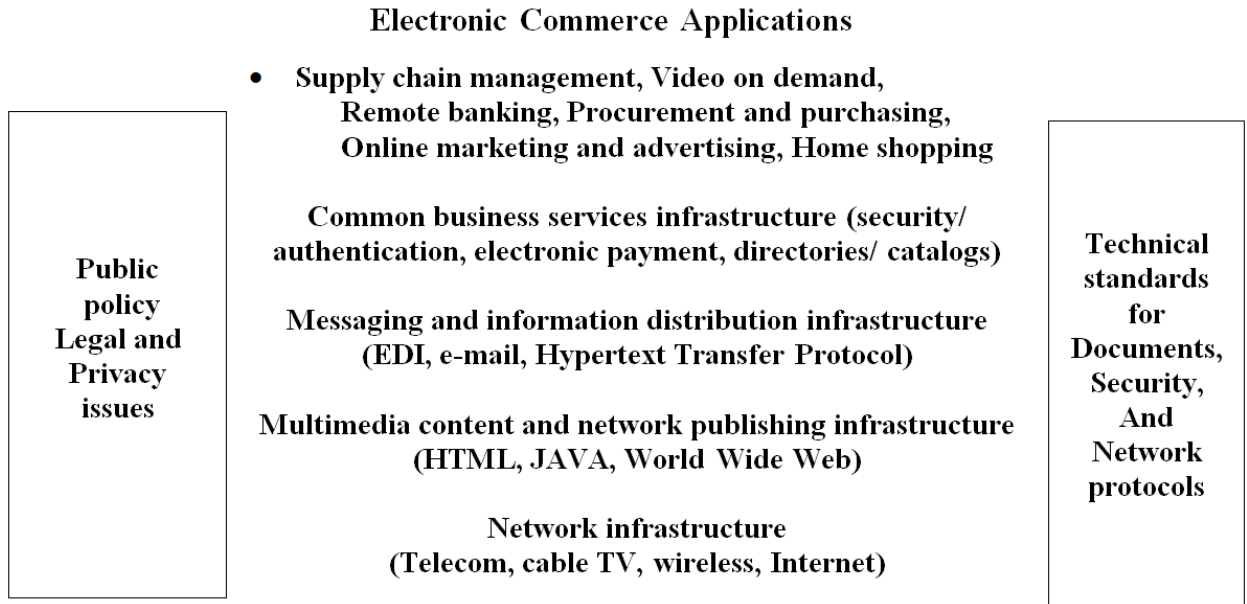 Electronic Commerce Applications
• Supply chain management, Video on demand,
Remote banking, Procurement and purchasing,
Online marketing and advertising, Home shopping
Common business services infrastructure (security/
authentication, electronic payment, directories/ catalogs)
Messaging and information distribution infrastructure
(EDI, e-mail, Hypertext Transfer Protocol)
Multimedia content and network publishing infrastructure
(HTML, JAVA, World Wide Web)
Network infrastructure
(Telecom, cable TV, wireless, Internet)
Public
policy
Legal and
Privacy
issues
Technical
standards
for
Documents,
Security,
And
Network
protocols